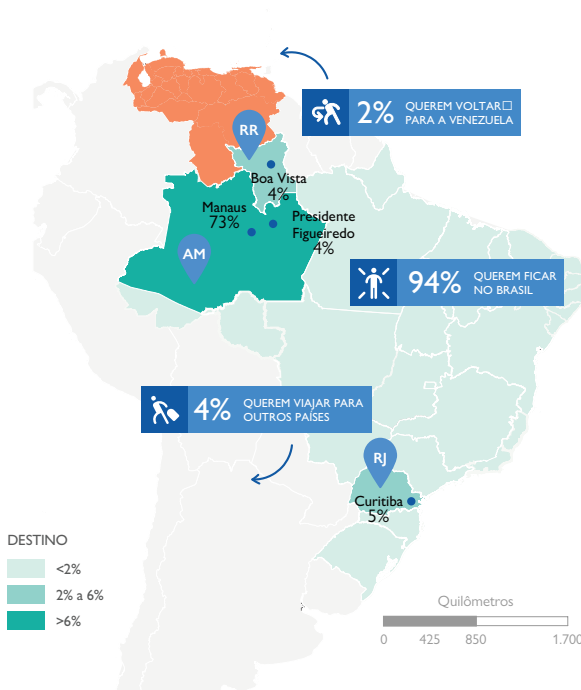 2% QUEREM VOLTAR□
PARA A VENEZUELA
RR
Boa Vista
4%
Manaus
73%
Presidente
Figueiredo
4%
AM
94% QUEREM FICAR
NO BRASIL
4% QUEREM VIAJAR PARA
OUTROS PAÍSES
RJ
Curitiba
5%
DESTINO
<2%
2% a 6%
>6%
Quilômetros
0 425 850 1.700